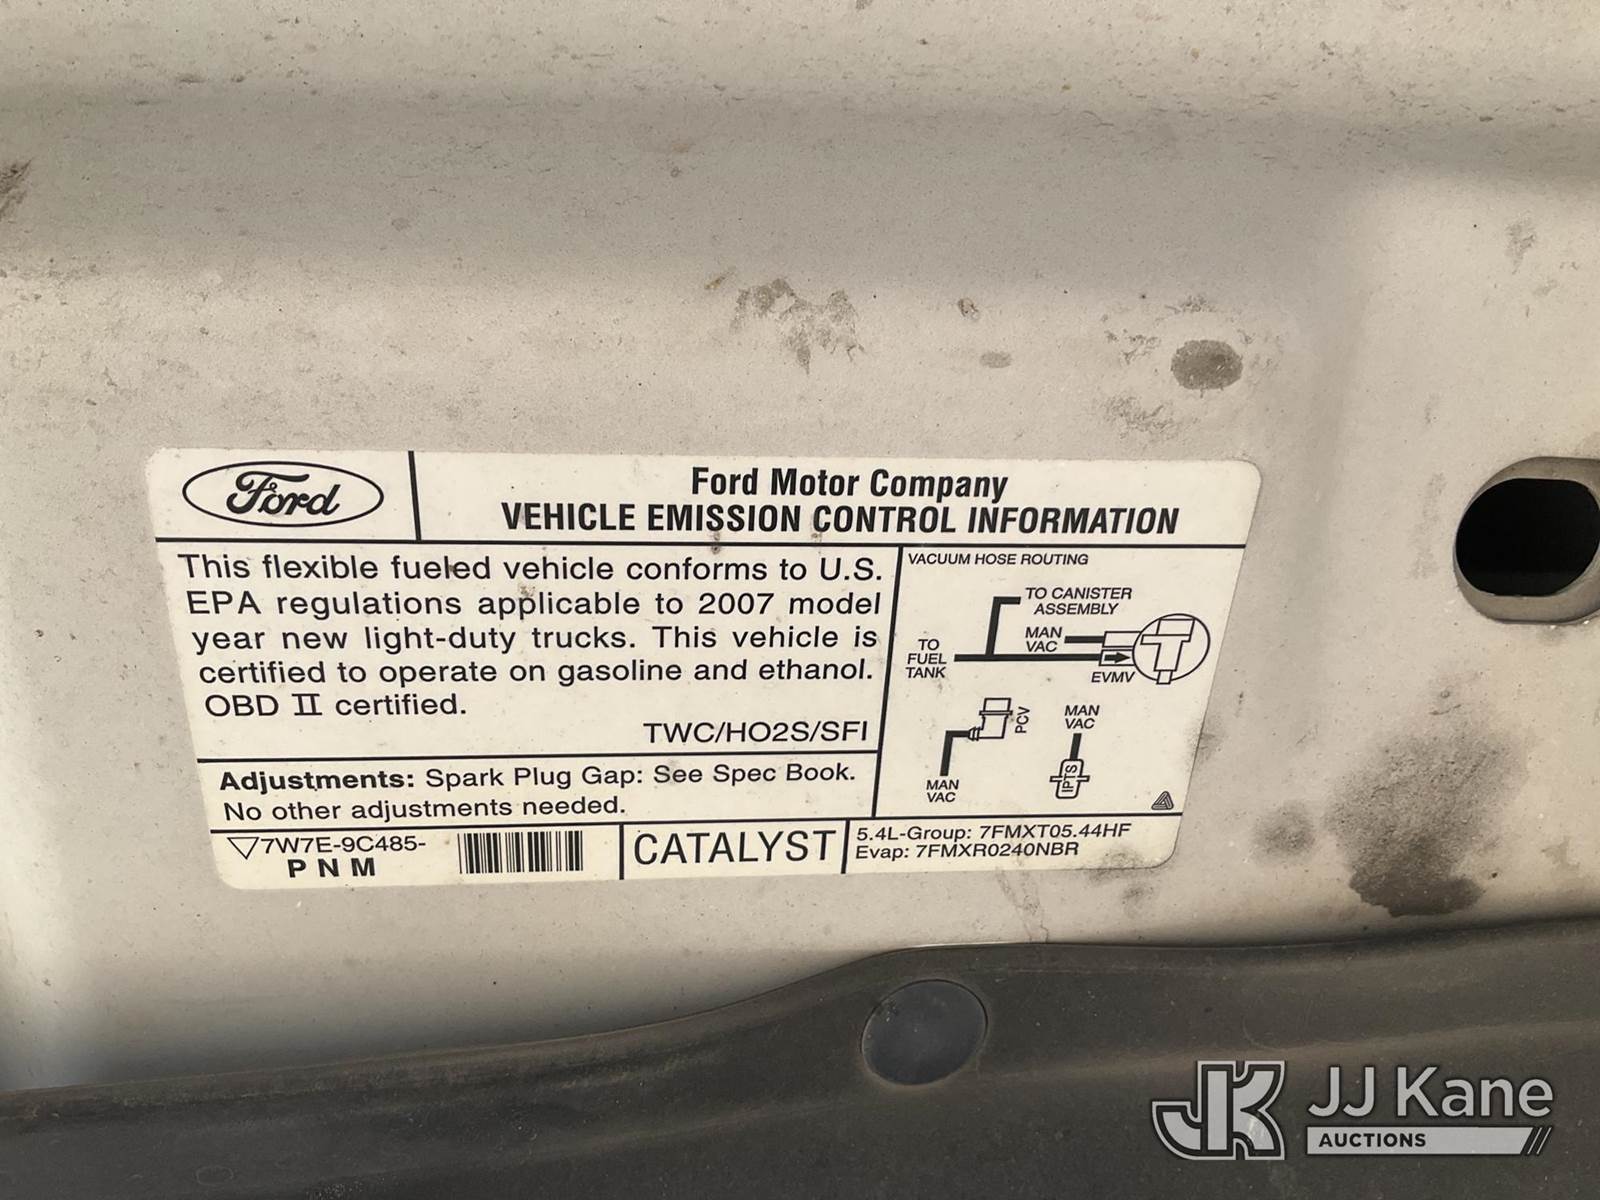 Ford
Ford Motor Company
VEHICLE EMISSION CONTROL INFORMATION
This flexible fueled vehicle conforms to U.S.
EPA regulations applicable to 2007 model
year new light-duty trucks. This vehicle is
certified to operate on gasoline and ethanol.
OBD II certified.
TWC/HO2S/SFI
Adjustments: Spark Plug Gap: See Spec Book.
No other adjustments needed.
VACUUM HOSE ROUTING
TO CANISTER
ASSEMBLY
MAN
VAC
TO
FUEL
TANK
EVMV
PCV
MAN
VAC
MAN
VAC
IPTS
7W7E-9C485-
P N M
CATALYST
5.4L-Group: 7FMXT05.44HF
Evap: 7FMXR0240NBR
JK
JJ Kane
AUCTIONS